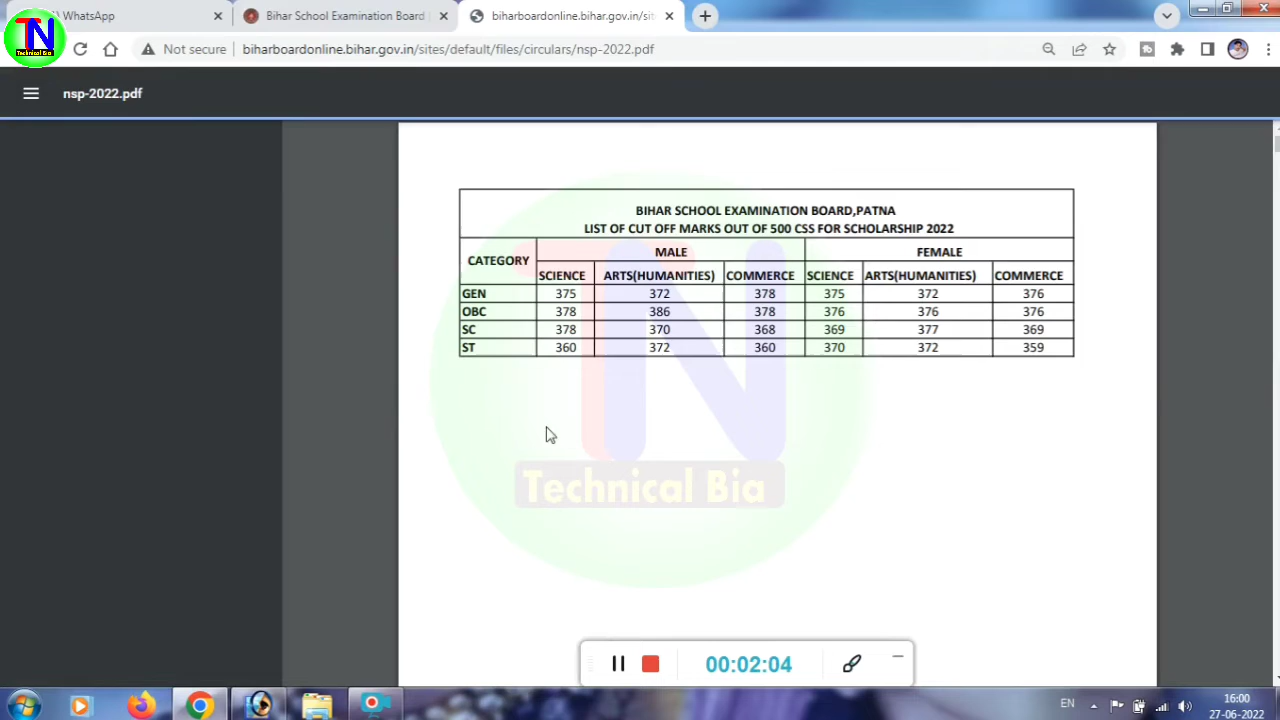 WhatsApp
Bihar School Examination Board
biharboardonline.bihar.gov.in/sit
TN
Technical Bia
Not secure
biharboardonline.bihar.gov.in/sites/default/files/circulars/nsp-2022.pdf
nsp-2022.pdf
BIHAR SCHOOL EXAMINATION BOARD,PATNA
LIST OF CUT OFF MARKS OUT OF 500 CSS FOR SCHOLARSHIP 2022
CATEGORY MALE FEMALE
SCIENCE ARTS(HUMANITIES) COMMERCE SCIENCE ARTS(HUMANITIES) COMMERCE
GEN 375 372 378 375 372 376
OBC 378 386 378 376 376 376
SC 378 370 368 369 377 369
ST 360 372 360 370 372 359
TN
Technical Bia
00:02:04
EN
16:00
27-06-2022